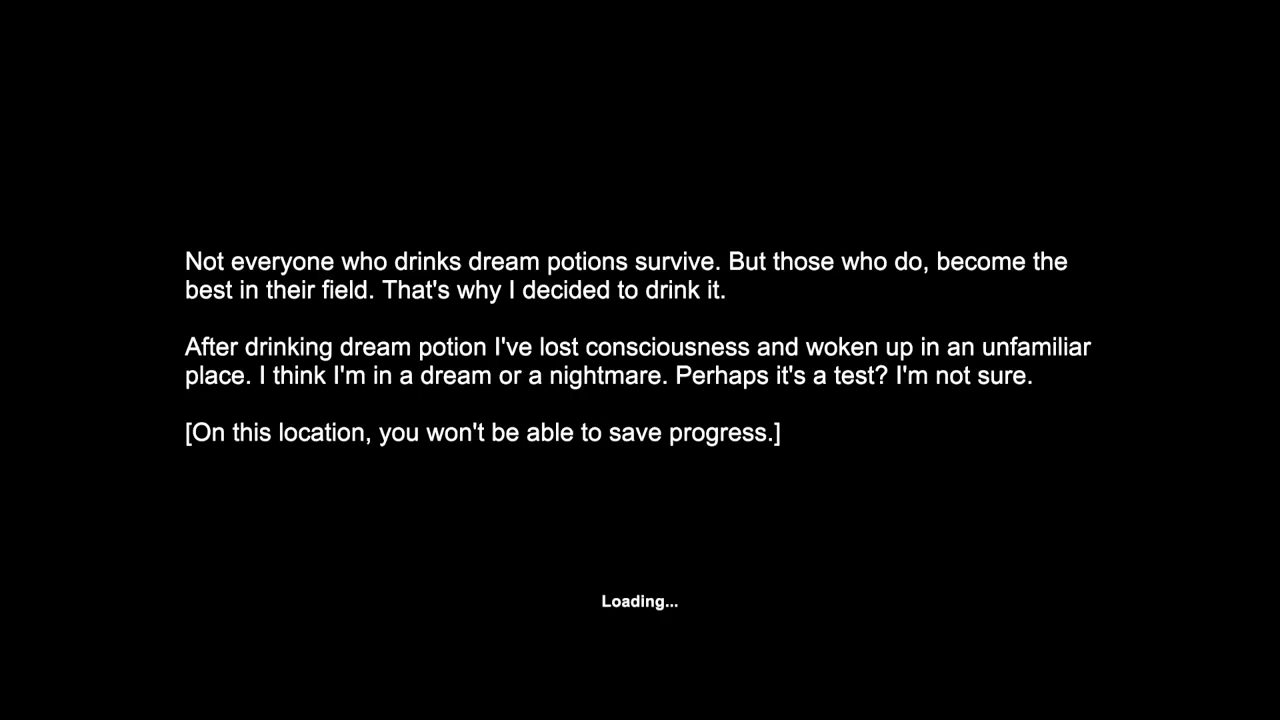 Not everyone who drinks dream potions survive. But those who do, become the
best in their field. That's why I decided to drink it.
After drinking dream potion I've lost consciousness and woken up in an unfamiliar
place. I think I'm in a dream or a nightmare. Perhaps it's a test? I'm not sure.
[On this location, you won't be able to save progress.]
Loading...